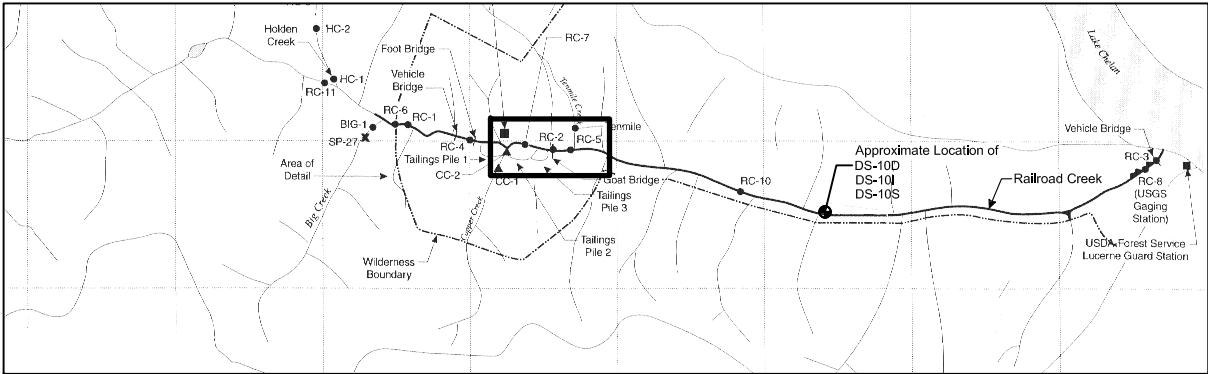 HC-2
Holden
Creek
HC-1
RC-11
Foot Bridge
Vehicle
Bridge
RC-7
Tenmile Creek
Lake Chelan
RC-6
RC-1
BIG-1
SP-27
RC-4
RC-2
RC-5
Tailings Pile 1
CC-2
CC-1
Goat Bridge
Area of
Detail
Big Creek
Copper Creek
Tailings
Pile 3
Tailings
Pile 2
Wilderness
Boundary
RC-10
Approximate Location of
DS-10D
DS-10I
DS-10S
Railroad Creek
Vehicle Bridge
RC-3
(USGS
Gaging
Station)
USDA Forest Service
Lucerne Guard Station